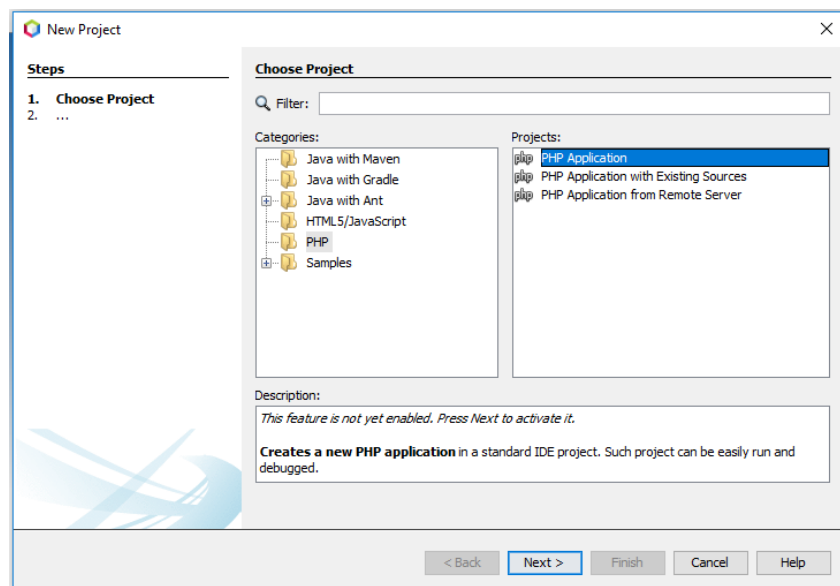 New Project
Steps
1. Choose Project
2. ...
Choose Project
Filter:
Categories:
Java with Maven
Java with Gradle
Java with Ant
HTML5/JavaScript
PHP
Samples
Projects:
PHP Application
PHP Application with Existing Sources
PHP Application from Remote Server
Description:
This feature is not yet enabled. Press Next to activate it.
Creates a new PHP application in a standard IDE project. Such project can be easily run and
debugged.
< Back
Next >
Finish
Cancel
Help